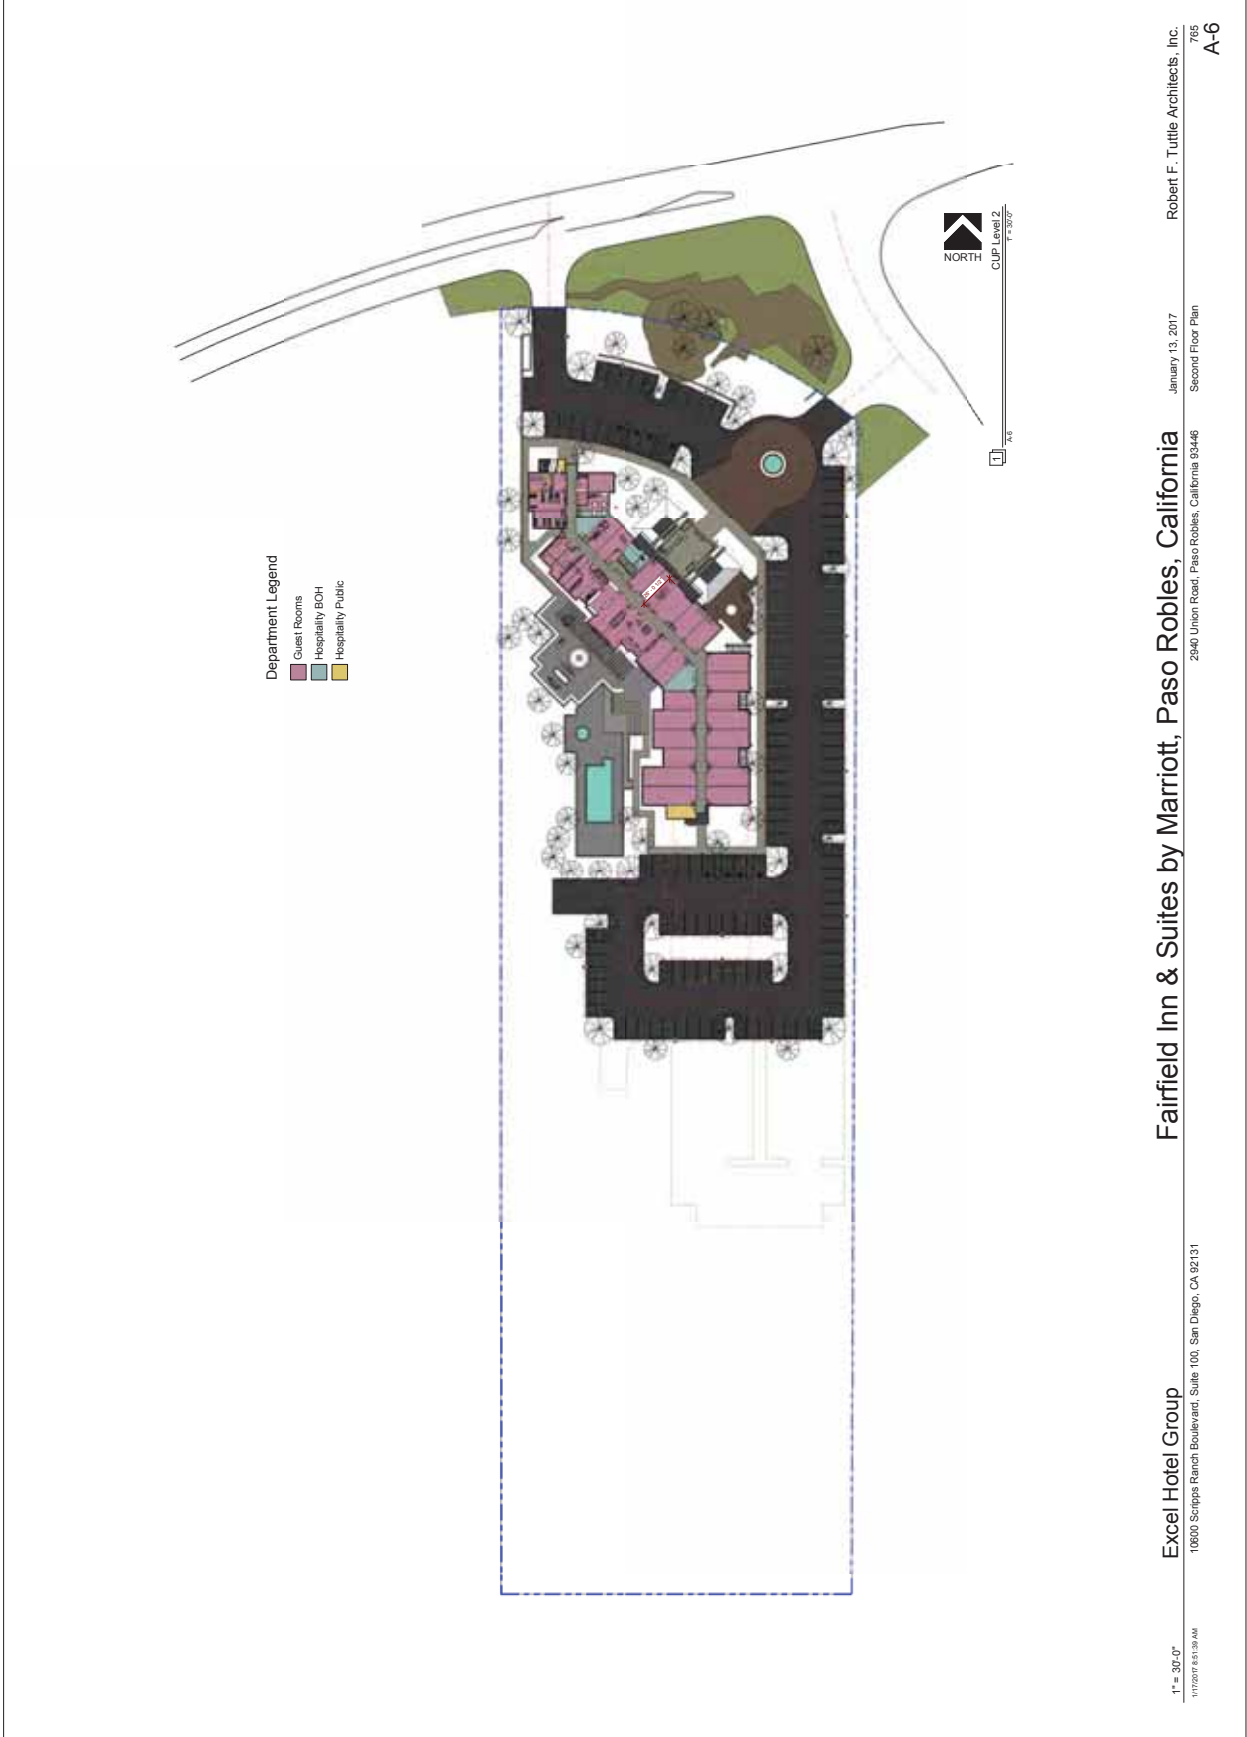 Department Legend
Guest Rooms
Hospitality BOH
Hospitality Public
NORTH
1
CUP Level 2
A-6
1" = 30'-0"
1" = 30'-0"
Excel Hotel Group
Fairfield Inn & Suites by Marriott, Paso Robles, California
January 13, 2017
Robert F. Tuttle Architects, Inc.
1/17/2017 8:51:39 AM
10600 Scripps Ranch Boulevard, Suite 100, San Diego, CA 92131
2940 Union Road, Paso Robles, California 93446
Second Floor Plan
765
A-6